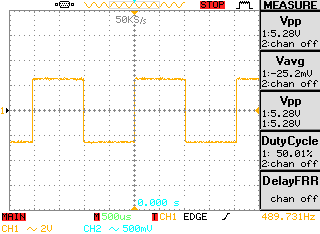 STOP MEASURE
50KS/s
Vpp
1:5.28V
2:chan off
Vavg
1:-25.2mV
2:chan off
Vpp
1:5.28V
1:5.28V
DutyCycle
1: 50.01%
2:chan off
DelayFRR
chan off
1
0.000 s
MAIN M 500us T CH1 EDGE 489.731Hz
CH1 2V CH2 500mV